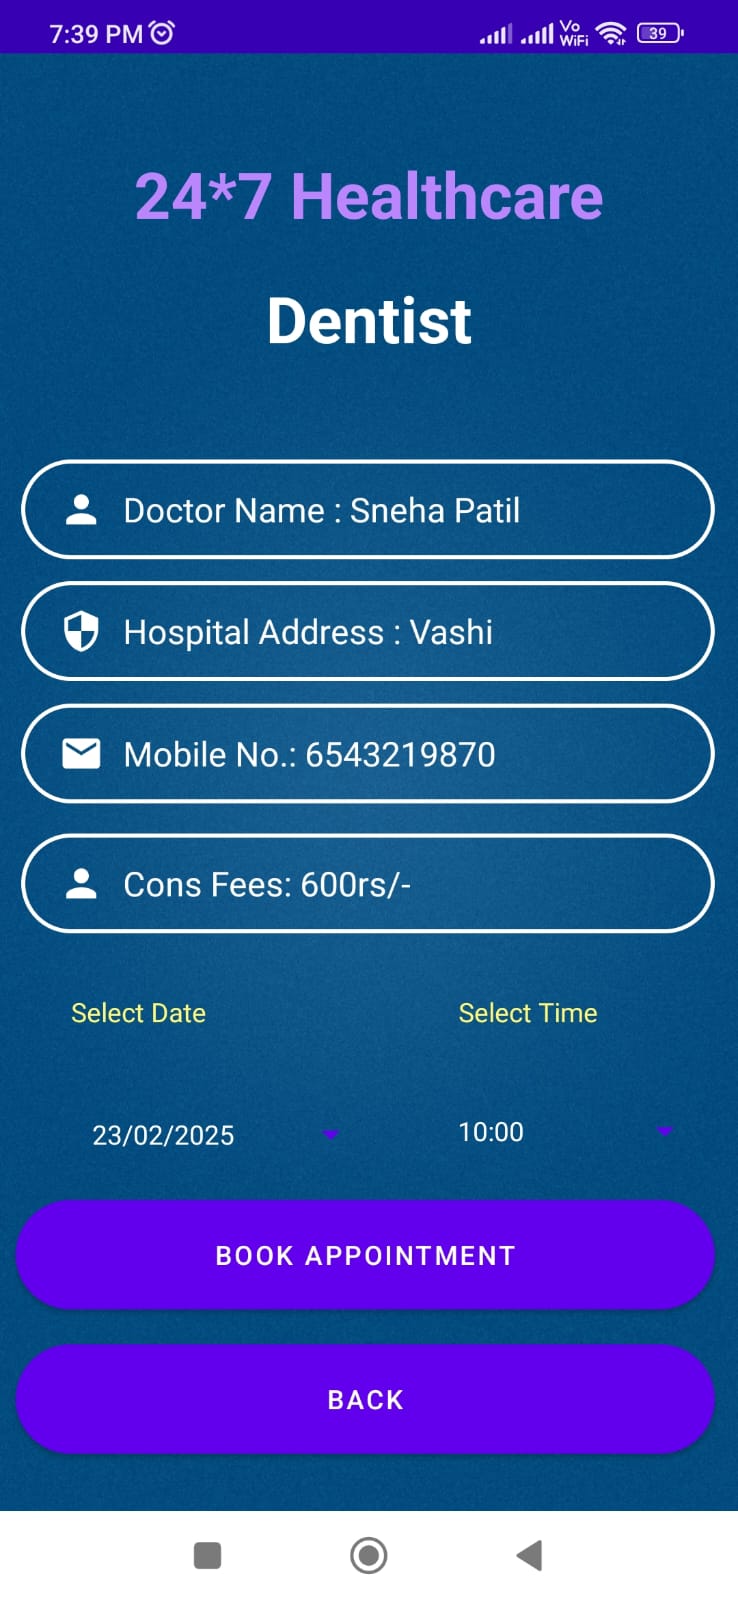 7:39 PM
Vo
WiFi
39
24*7 Healthcare
Dentist
Doctor Name : Sneha Patil
Hospital Address : Vashi
Mobile No.: 6543219870
Cons Fees: 600rs/-
Select Date
Select Time
23/02/2025
10:00
BOOK APPOINTMENT
BACK